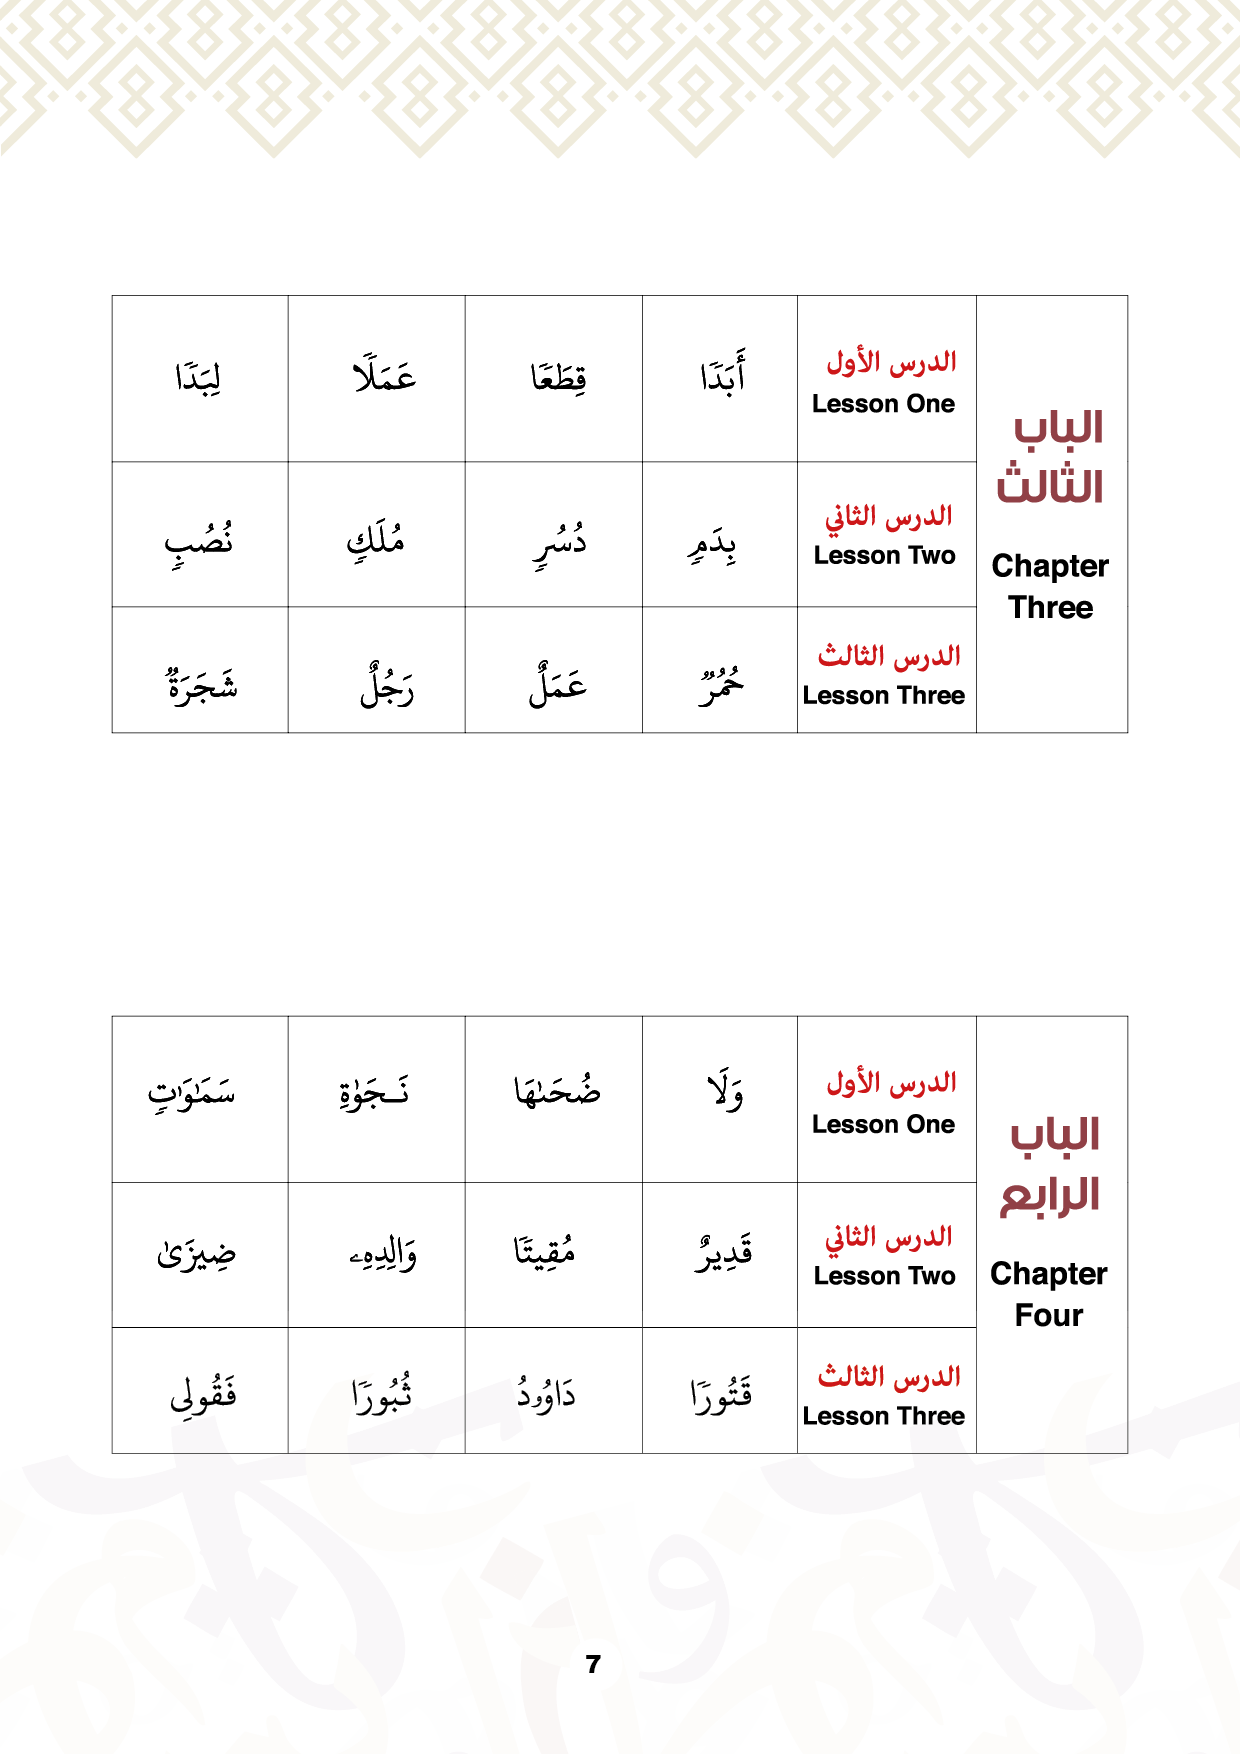 الباب
الثالث
Chapter
Three
الدرس الأول
Lesson One
أَبَدًا قِطَعًا عَمَلًا لِبَدًا
الدرس الثاني
Lesson Two
بِدَمٍ دُسُرٍ مُلَكٍ نُصُبٍ
الدرس الثالث
Lesson Three
حُمُرٌ عَمَلٌ رَجُلٌ شَجَرَةٌ
الباب
الرابع
Chapter
Four
الدرس الأول
Lesson One
وَلَا ضُحَىٰهَا نَـجَوٰةِ سَمَـٰوَٰتٍ
الدرس الثاني
Lesson Two
قَدِيرٌ مُقِيتًا وَالِدِهِۦ ضِيزَىٰ
الدرس الثالث
Lesson Three
قَتُورًا دَاوُۥدُ ثُبُورًا فَقُولِى
7